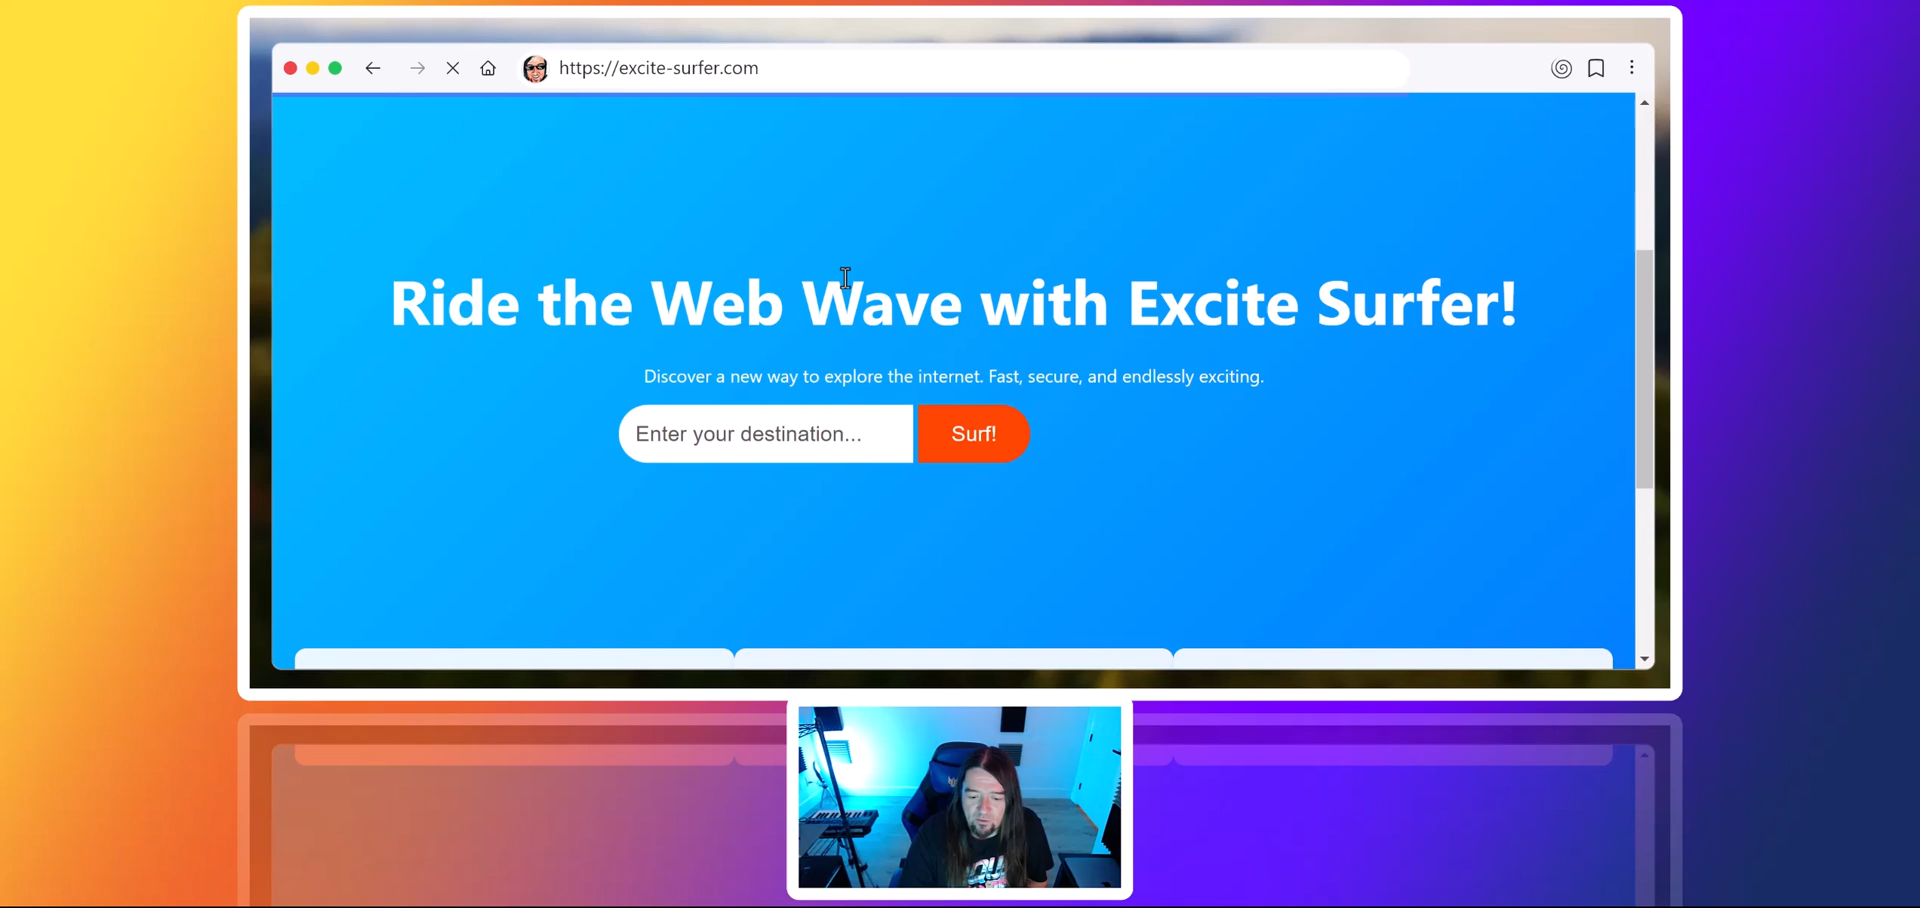 https://excite-surfer.com
Ride the Web Wave with Excite Surfer!
Discover a new way to explore the internet. Fast, secure, and endlessly exciting.
Enter your destination...
Surf!